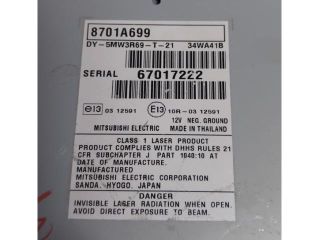 8701A699
DY-5MW3R69-T-21 34WA41B
SERIAL 67017222
e13 03 12591 E13 10R-03 12591
12V NEG. GROUND
MITSUBISHI ELECTRIC MADE IN THAILAND
CLASS 1 LASER PRODUCT
PRODUCT COMPLIES WITH DHHS RULES 21
CFR SUBCHAPTER J PART 1040:10 AT
DATE OF MANUFACTURE.
MANUFACTURED
MITSUBISHI ELECTRIC CORPORATION
SANDA, HYOGO, JAPAN
DANGER
INVISIBLE LASER RADIATION WHEN OPEN.
AVOID DIRECT EXPOSURE TO BEAM.